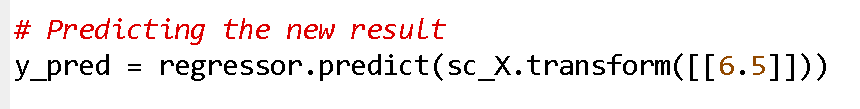 # Predicting the new result
y_pred = regressor.predict(sc_X.transform([[6.5]]))